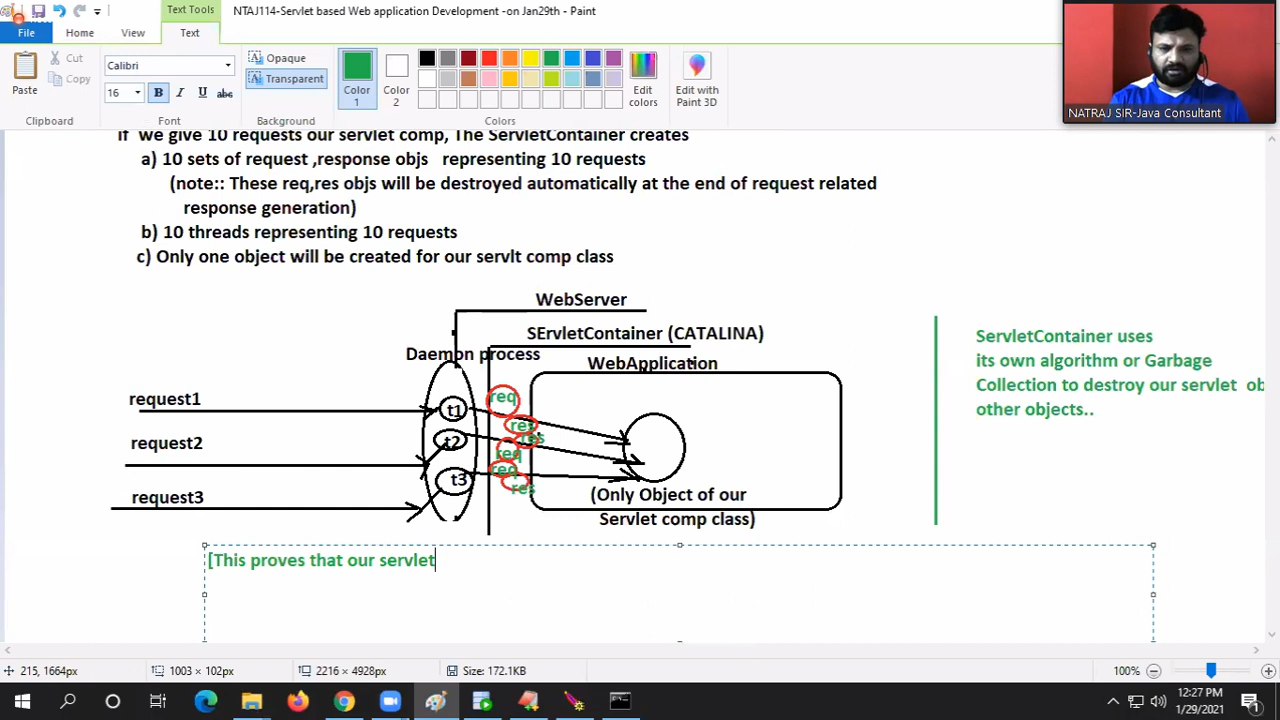 Text Tools
NTAJ114-Servlet based Web application Development -on Jan29th - Paint
File
Home
View
Text
Paste
Cut
Copy
Clipboard
Calibri
16
B
I
U
abc
Font
Opaque
Transparent
Background
Color 1
Color 2
Edit colors
Edit with Paint 3D
Colors
NATRAJ SIR-Java Consultant
If we give 10 requests our servlet comp, The ServletContainer creates
a) 10 sets of request ,response objs representing 10 requests
(note:: These req,res objs will be destroyed automatically at the end of request related
response generation)
b) 10 threads representing 10 requests
c) Only one object will be created for our servlt comp class
WebServer
SErvletContainer (CATALINA)
Daemon process
WebApplication
request1
t1
req
res
request2
t2
res
req
req
request3
t3
res
(Only Object of our
Servlet comp class)
ServletContainer uses
its own algorithm or Garbage
Collection to destroy our servlet ob
other objects..
[This proves that our servlet
215, 1664px
1003 × 102px
2216 × 4928px
Size: 172.1KB
100%
12:27 PM
1/29/2021